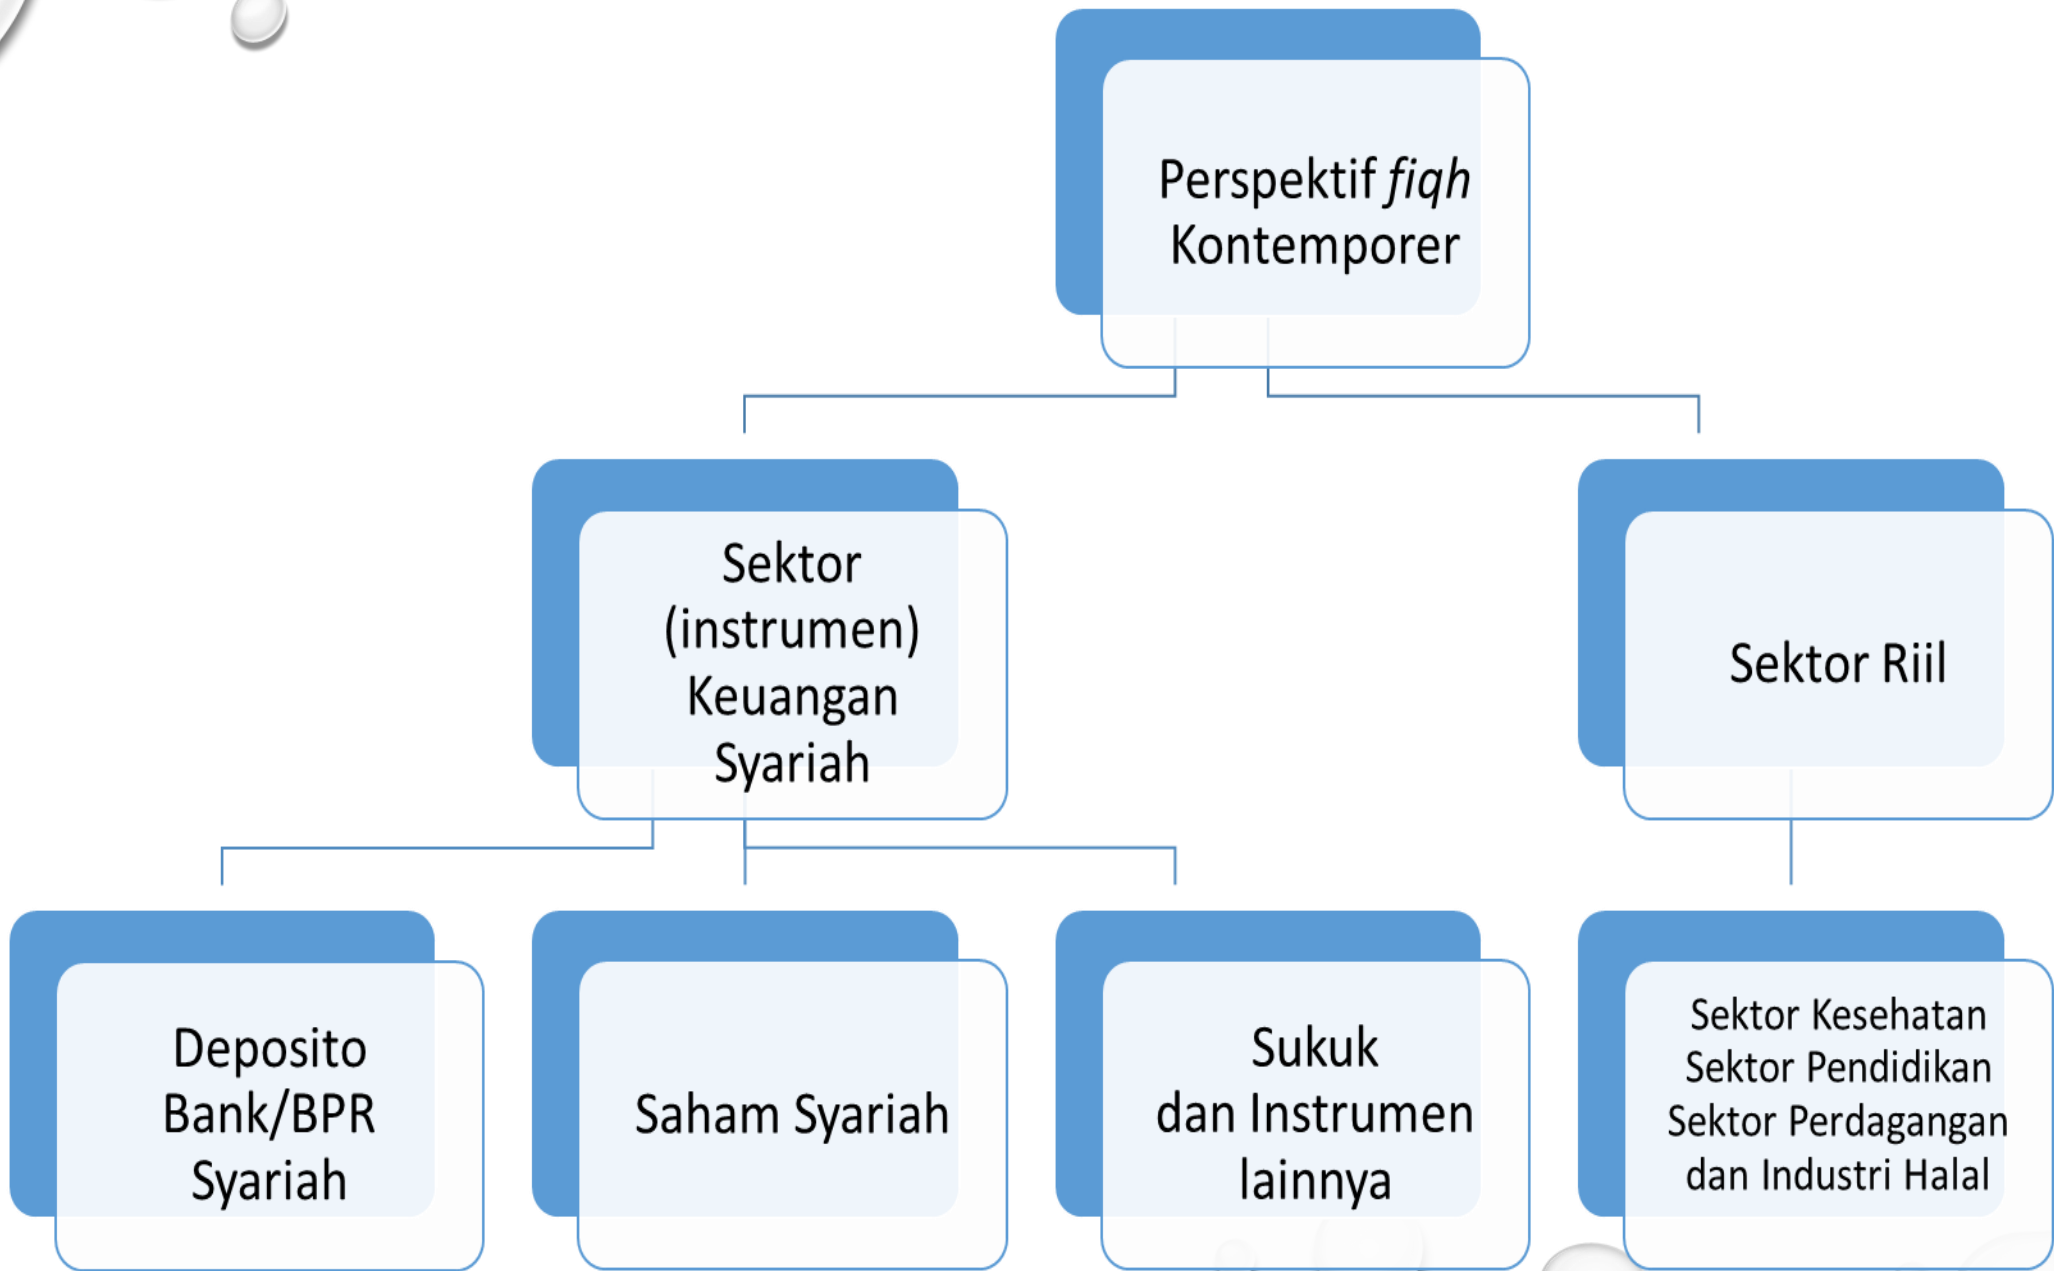 Perspektif fiqh
Kontemporer
Sektor
(instrumen)
Keuangan
Syariah
Sektor Riil
Deposito
Bank/BPR
Syariah
Saham Syariah
Sukuk
dan Instrumen
lainnya
Sektor Kesehatan
Sektor Pendidikan
Sektor Perdagangan
dan Industri Halal